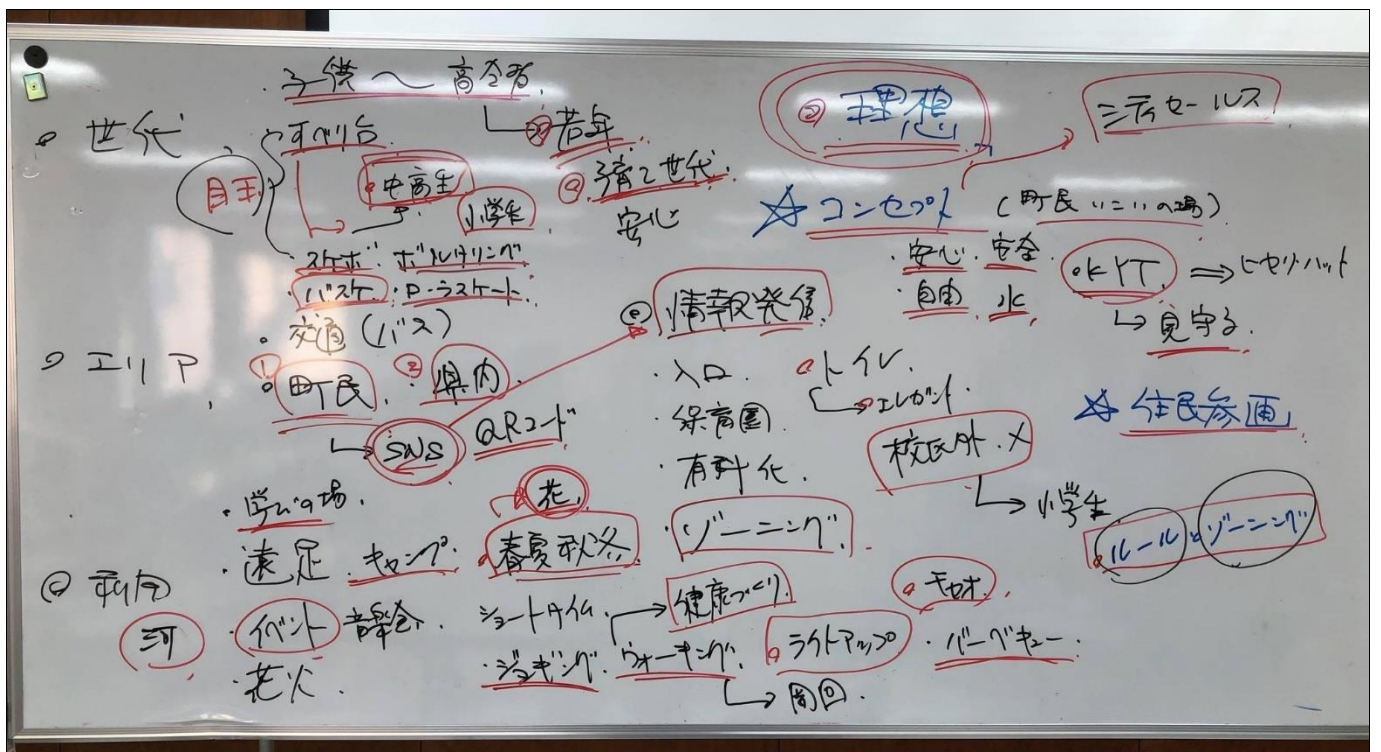 ・子供～高令者
→若年
◎理想
シティセールス
・世代
すべり台
目玉
中高生
小学生
◎子育て世代
安心
☆コンセプト（町民いこいの場）
スケボ・ボルダリング
・安心・安全
・KYT⇒ヒヤリ・ハット
・バスケ・ローラスケート
・自由・水
→見守る
・交通（バス）
◎情報発信
・エリア
①・町民
②・県内
・入口
・トイレ
→エレガント
☆住民参画
→SNS
QRコード
・保育園
・有料化
校区外・×
→小学生
・学びの場
花
・遠足・キャンプ
・春夏秋冬
・ゾーニング
・ルールとゾーニング
◎利用
河
・イベント
音楽会
ショートタイム
→健康づくり
・花火
・ジョギング・ウォーキング
→周回
・ライトアップ
・バーベキュー